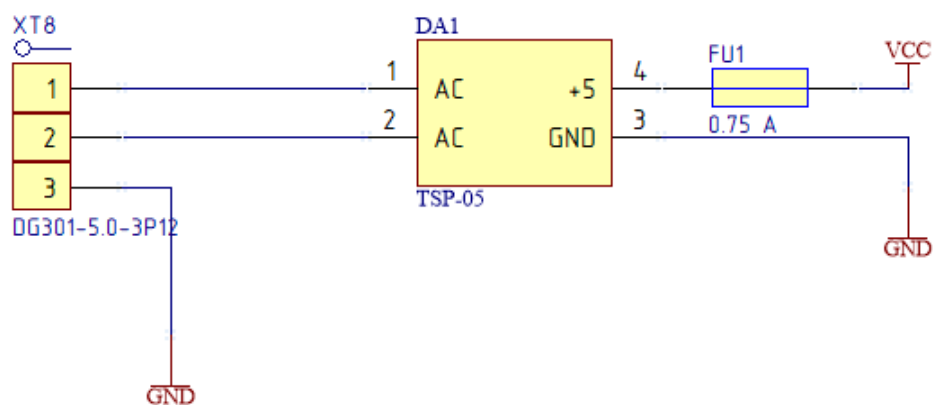 XT8
1
2
3
DG301-5.0-3P12
GND
DA1
1
AC
+5
4
2
AC
GND
3
TSP-05
FU1
0.75 A
VCC
GND